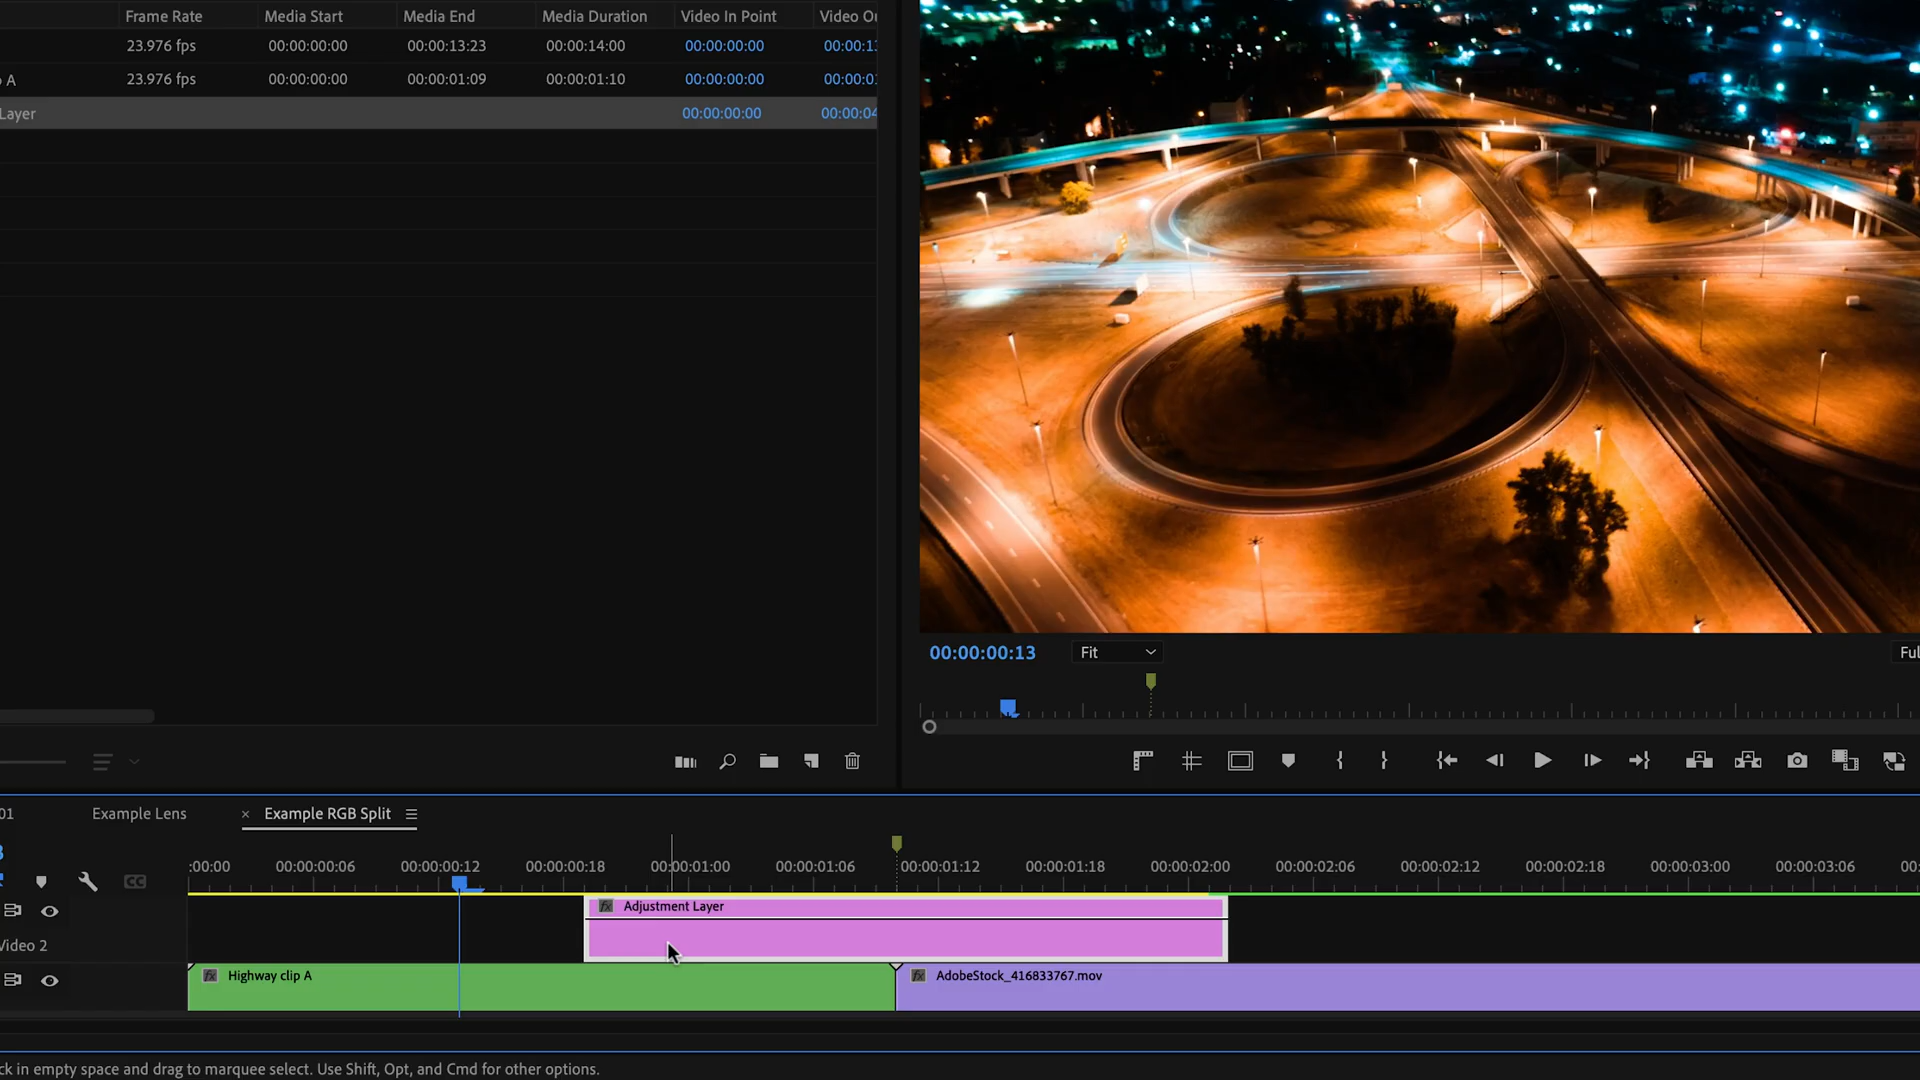 Frame Rate Media Start Media End Media Duration Video In Point Video Ou
23.976 fps 00:00:00:00 00:00:13:23 00:00:14:00 00:00:00:00 00:00:1
A 23.976 fps 00:00:00:00 00:00:01:09 00:00:01:10 00:00:00:00 00:00:0
Layer 00:00:00:00 00:00:04
00:00:00:13 Fit Ful
01 Example Lens × Example RGB Split
:00:00 00:00:00:06 00:00:00:12 00:00:00:18 00:00:01:00 00:00:01:06 00:00:01:12 00:00:01:18 00:00:02:00 00:00:02:06 00:00:02:12 00:00:02:18 00:00:03:00 00:00:03:06 00:
CC
fx Adjustment Layer
Video 2
fx Highway clip A fx AdobeStock_416833767.mov
ck in empty space and drag to marquee select. Use Shift, Opt, and Cmd for other options.